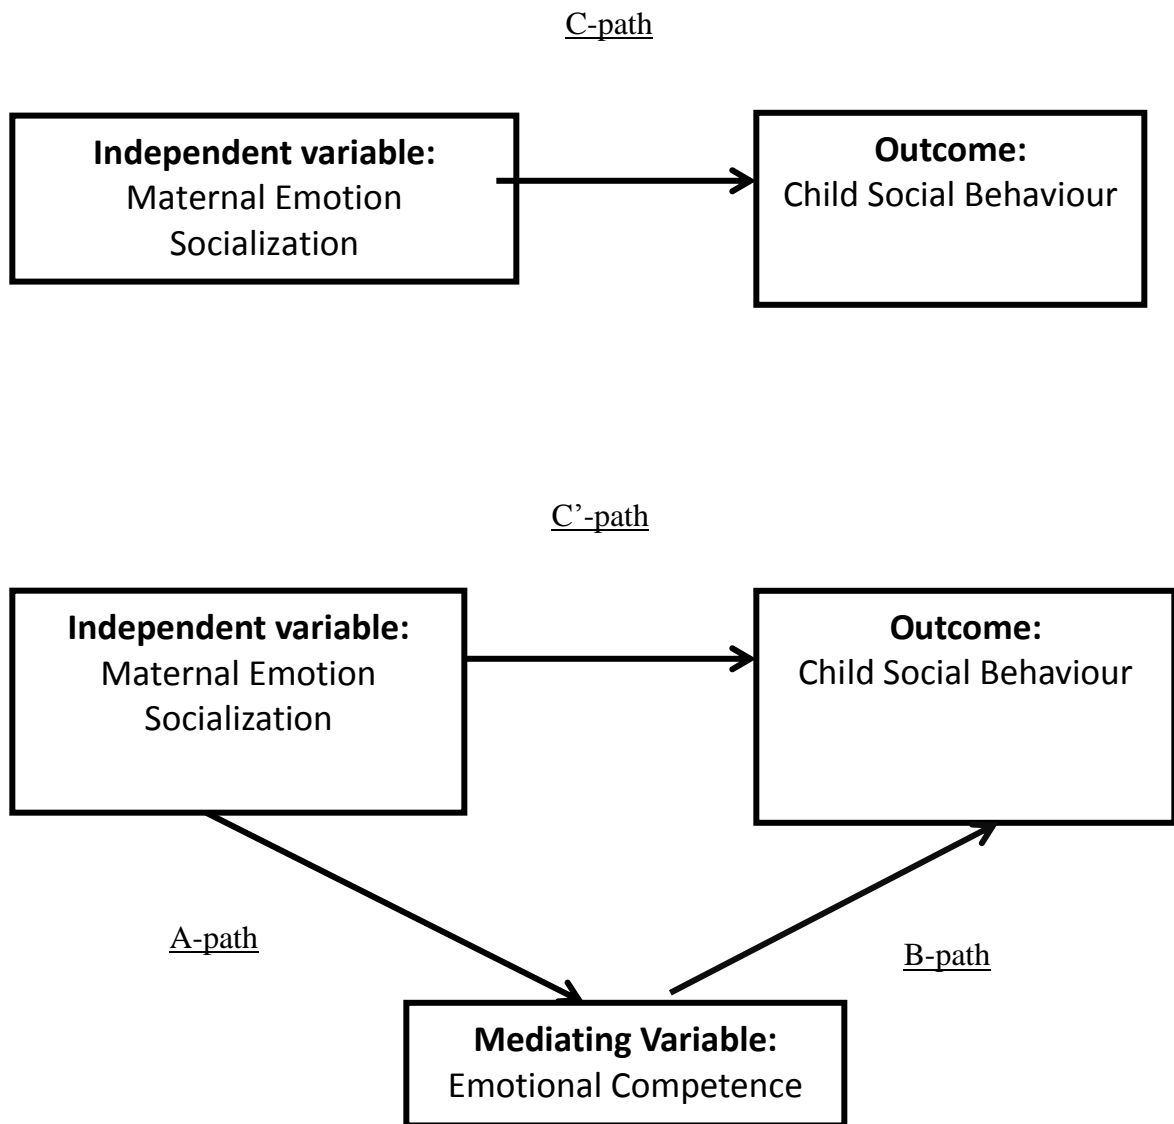 C-path
Independent variable:
Maternal Emotion
Socialization
Outcome:
Child Social Behaviour
C’-path
Independent variable:
Maternal Emotion
Socialization
Outcome:
Child Social Behaviour
A-path
B-path
Mediating Variable:
Emotional Competence